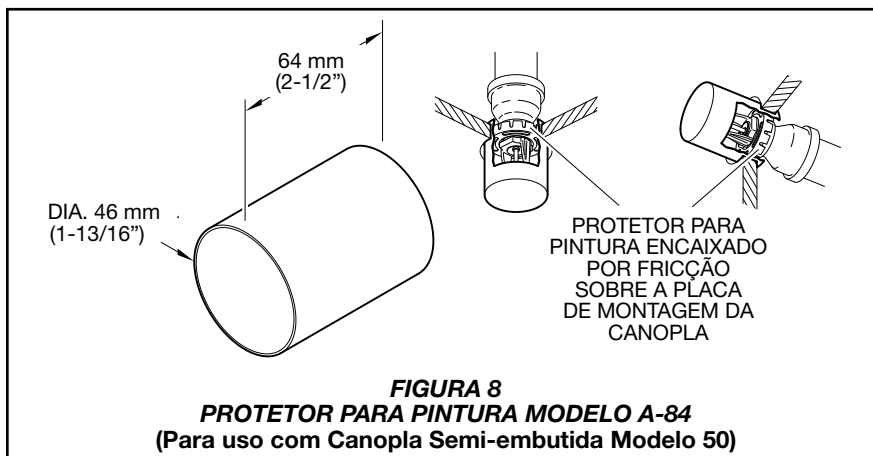 64 mm
(2-1/2”)
DIA. 46 mm
(1-13/16”)
PROTETOR PARA
PINTURA ENCAIXADO
POR FRICÇÃO
SOBRE A PLACA
DE MONTAGEM DA
CANOPLA
FIGURA 8
PROTETOR PARA PINTURA MODELO A-84
(Para uso com Canopla Semi-embutida Modelo 50)